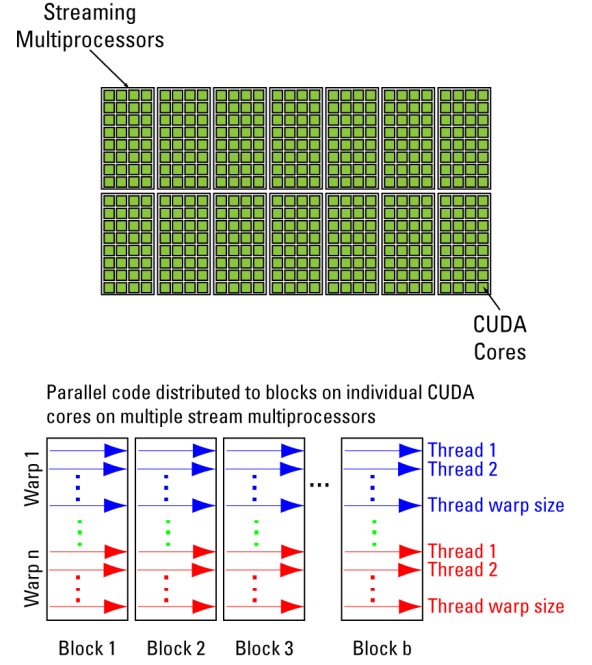 Streaming
Multiprocessors
CUDA
Cores
Parallel code distributed to blocks on individual CUDA
cores on multiple stream multiprocessors
Warp 1
Thread 1
Thread 2
...
Thread warp size
Warp n
Thread 1
Thread 2
Thread warp size
Block 1 Block 2 Block 3 Block b